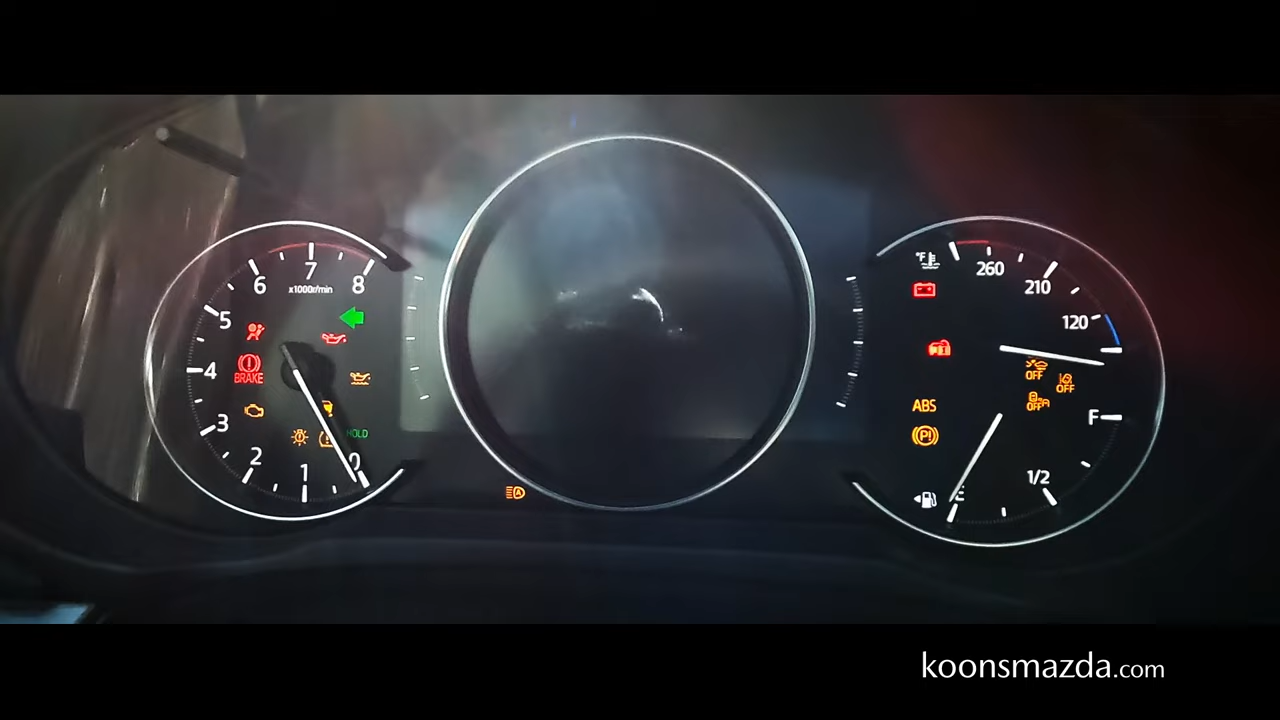 7
6
8
x1000r/min
5
4
BRAKE
3
HOLD
2
1
0
°F
260
210
120
OFF
OFF
OFF
ABS
P!
F
1/2
E
A
koonsmazda.com